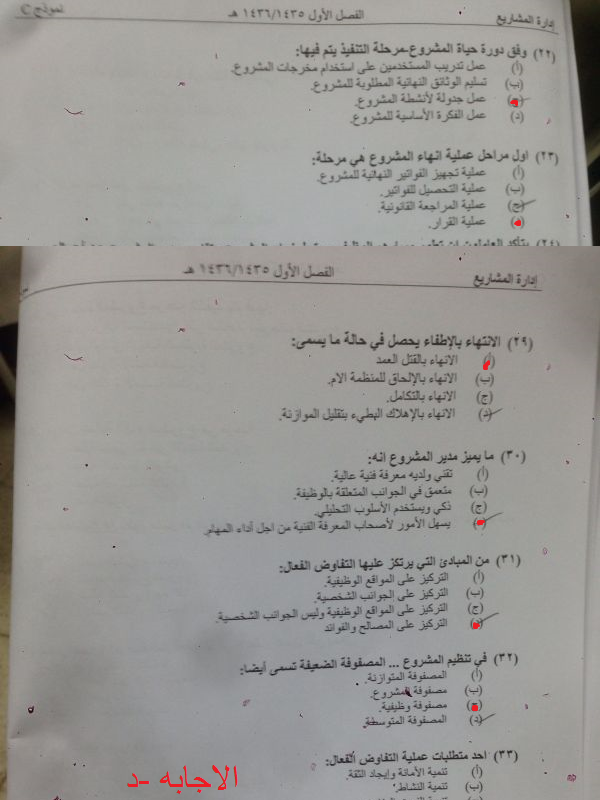 إدارة المشاريع
الفصل الأول ١٤٣٦/١٤٣٥ هـ
نموذج C
(٢٢) وفق دورة حياة المشروع-مرحلة التنفيذ يتم فيها:
(أ) عمل تدريب المستخدمين على استخدام مخرجات المشروع.
(ب) تسليم الوثائق النهائية المطلوبة للمشروع.
(ج) عمل جدولة لأنشطة المشروع.
(د) عمل الفكرة الأساسية للمشروع.
(٢٣) اول مراحل عملية انهاء المشروع هي مرحلة:
(أ) عملية تجهيز الفواتير النهائية للمشروع.
(ب) عملية التحصيل للفواتير.
(ج) عملية المراجعة القانونية.
(د) عملية القرار.
(٢٤)
إدارة المشاريع
الفصل الأول ١٤٣٦/١٤٣٥ هـ
(٢٩) الانتهاء بالإطفاء يحصل في حالة ما يسمى:
(أ) الانهاء بالقتل العمد
(ب) الانهاء بالإلحاق للمنظمة الام.
(ج) الانهاء بالتكامل.
(د) الانهاء بالإهلاك البطيء بتقليل الموازنة.
(٣٠) ما يميز مدير المشروع انه:
(أ) تقني ولديه معرفة فنية عالية.
(ب) متعمق في الجوانب المتعلقة بالوظيفة.
(ج) ذكي ويستخدم الأسلوب التحليلي.
(د) يسهل الأمور لأصحاب المعرفة الفنية من اجل أداء المهام.
(٣١) من المبادئ التي يرتكز عليها التفاوض الفعال:
(أ) التركيز على المواقع الوظيفية.
(ب) التركيز على الجوانب الشخصية.
(ج) التركيز على المواقع الوظيفية وليس الجوانب الشخصية.
(د) التركيز على المصالح والفوائد
(٣٢) في تنظيم المشروع ... المصفوفة الضعيفة تسمى أيضا:
(أ) المصفوفة المتوازنة.
(ب) مصفوفة المشروع.
(ج) مصفوفة وظيفية.
(د) المصفوفة المتوسطة.
(٣٣) احد متطلبات عملية التفاوض الفعال:
(أ) تنمية الأمانة وإيجاد الثقة.
(ب) تنمية النشاط.
الاجابه -د